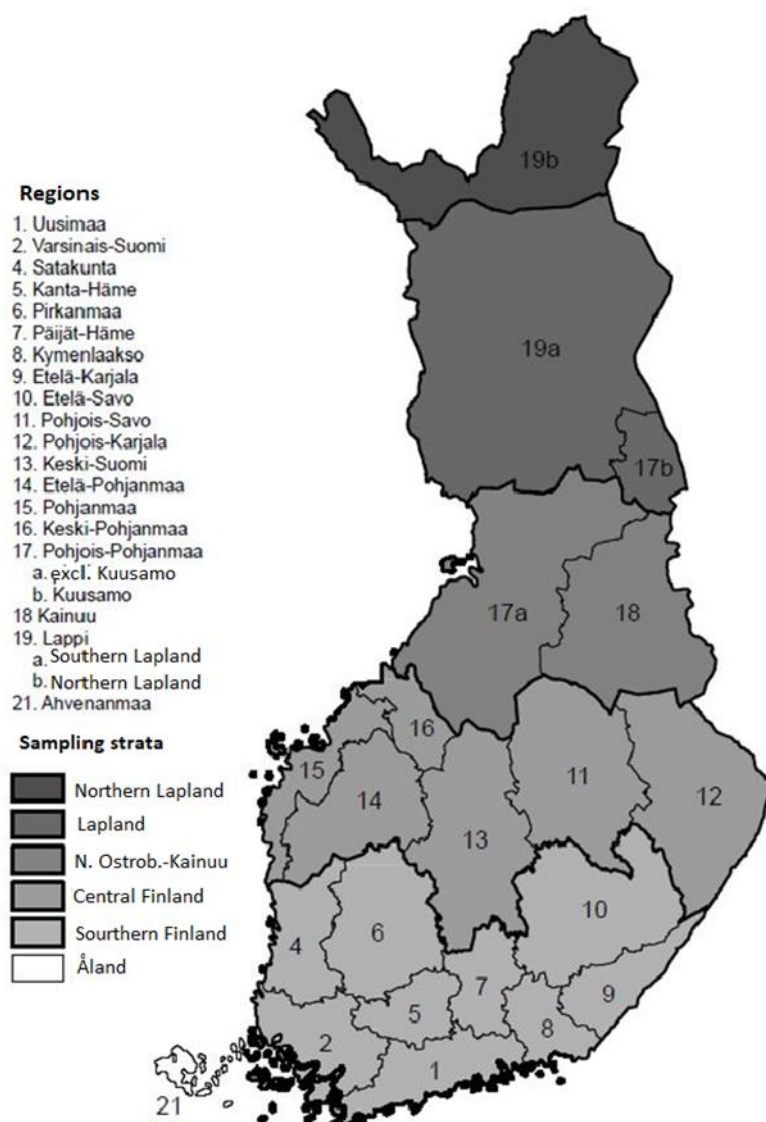 Regions
1. Uusimaa
2. Varsinais-Suomi
4. Satakunta
5. Kanta-Häme
6. Pirkanmaa
7. Päijät-Häme
8. Kymenlaakso
9. Etelä-Karjala
10. Etelä-Savo
11. Pohjois-Savo
12. Pohjois-Karjala
13. Keski-Suomi
14. Etelä-Pohjanmaa
15. Pohjanmaa
16. Keski-Pohjanmaa
17. Pohjois-Pohjanmaa
a. excl. Kuusamo
b. Kuusamo
18 Kainuu
19. Lappi
a. Southern Lapland
b. Northern Lapland
21. Ahvenanmaa
Sampling strata
Northern Lapland
Lapland
N. Ostrob.-Kainuu
Central Finland
Sourthern Finland
Åland
19b
19a
17b
17a
18
16
15
14
13
11
12
10
6
4
7
9
5
8
2
1
21